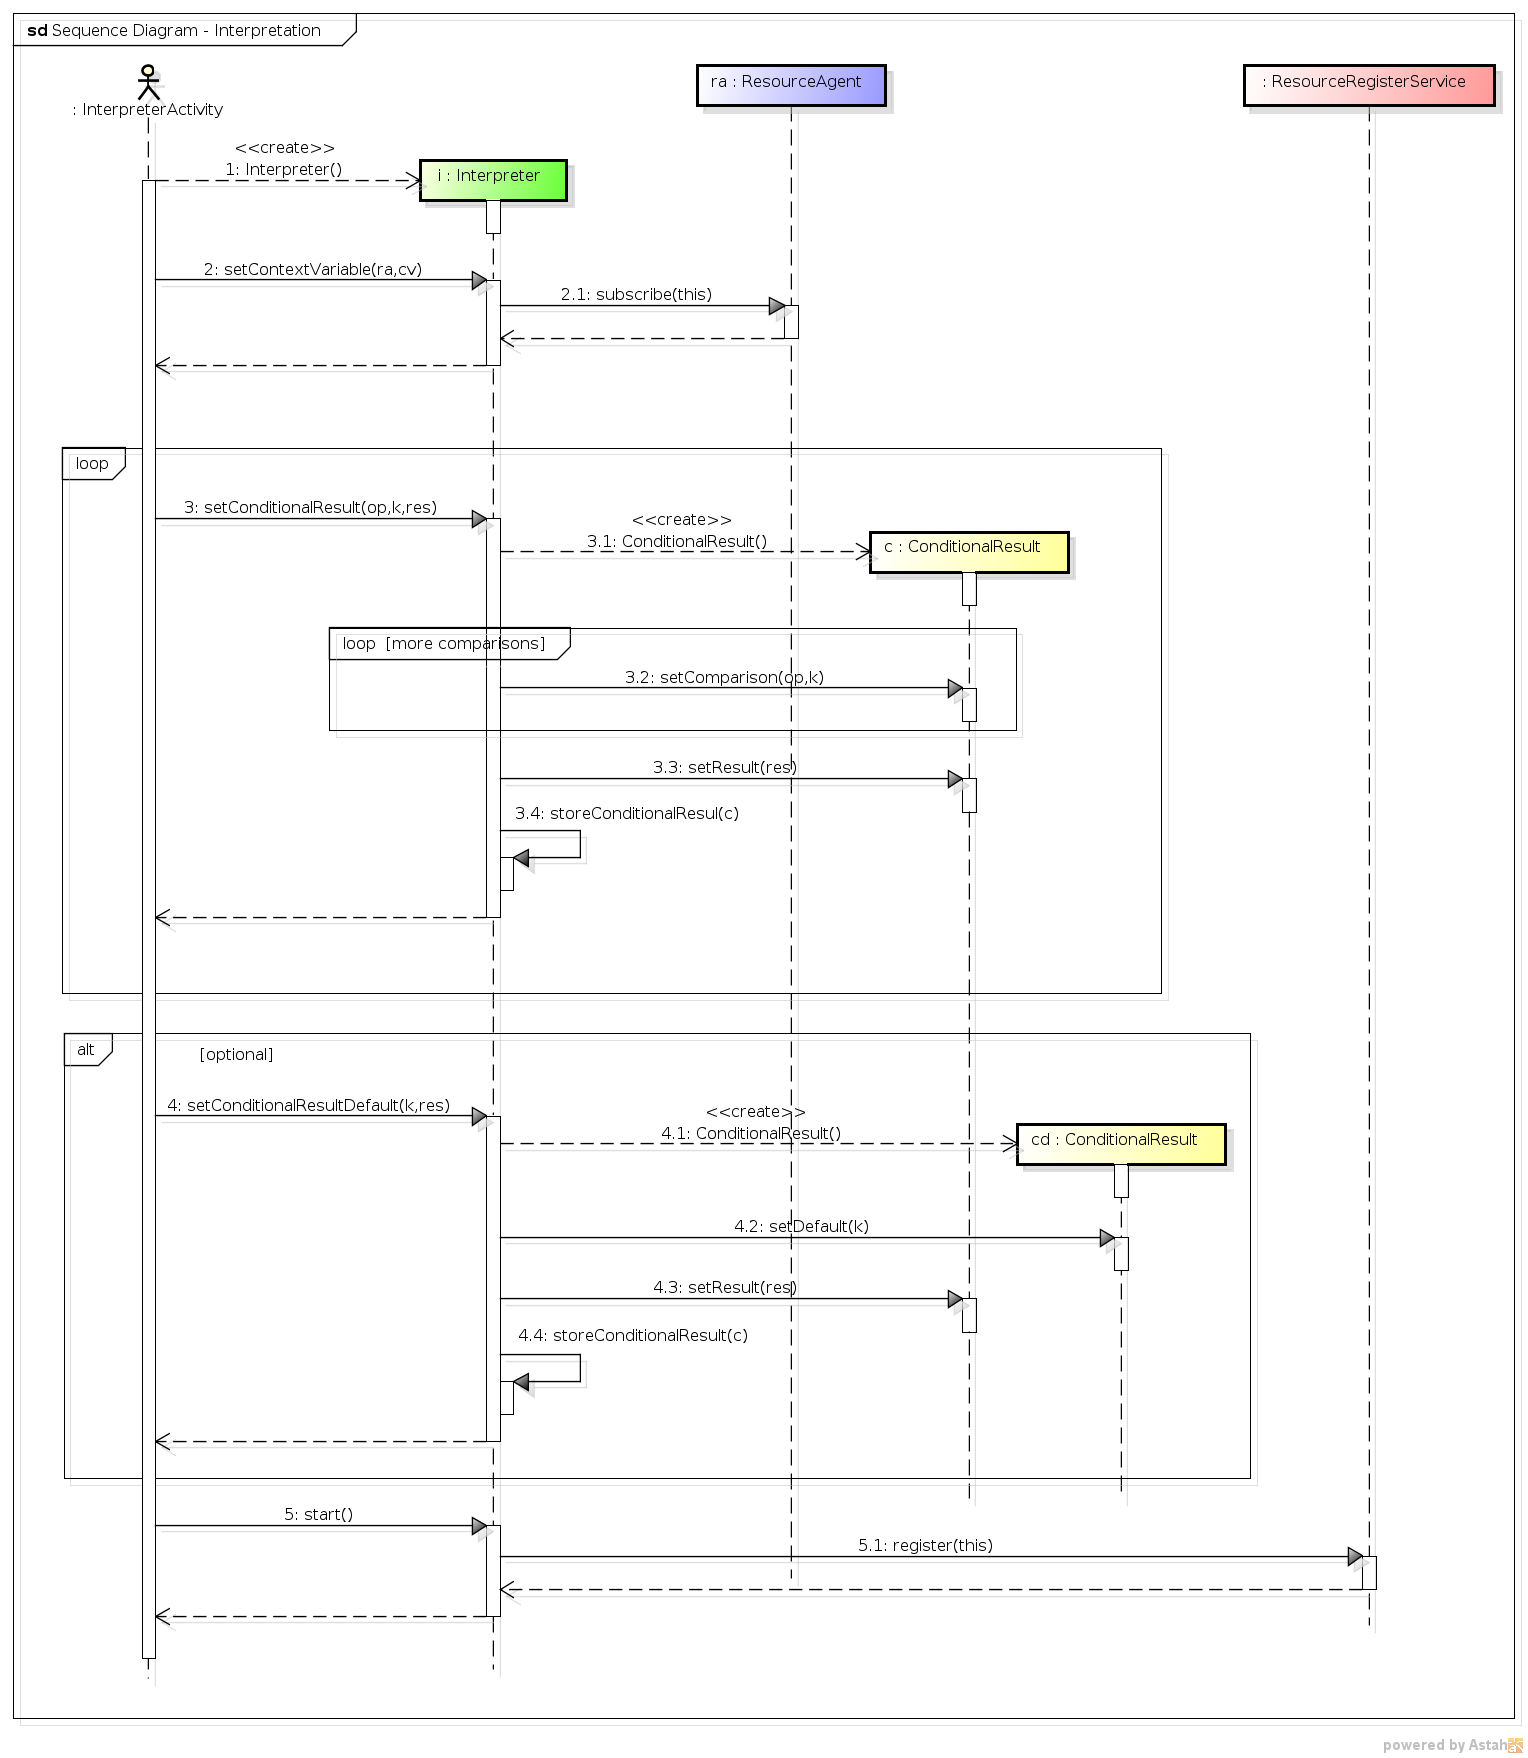 sd Sequence Diagram - Interpretation
: InterpreterActivity
ra : ResourceAgent
: ResourceRegisterService
<<create>>
1: Interpreter()
i : Interpreter
2: setContextVariable(ra,cv)
2.1: subscribe(this)
loop
3: setConditionalResult(op,k,res)
<<create>>
3.1: ConditionalResult()
c : ConditionalResult
loop [more comparisons]
3.2: setComparison(op,k)
3.3: setResult(res)
3.4: storeConditionalResul(c)
alt
[optional]
4: setConditionalResultDefault(k,res)
<<create>>
4.1: ConditionalResult()
cd : ConditionalResult
4.2: setDefault(k)
4.3: setResult(res)
4.4: storeConditionalResult(c)
5: start()
5.1: register(this)
powered by Astah